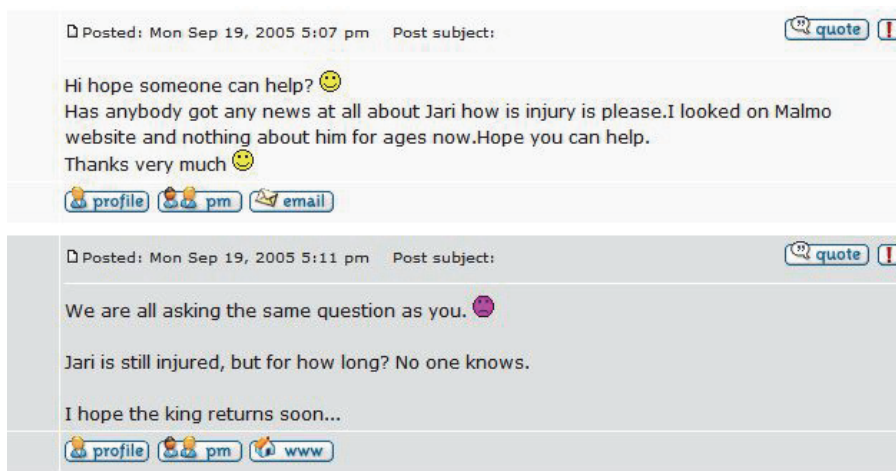 Posted: Mon Sep 19, 2005 5:07 pm Post subject:
quote
Hi hope someone can help?
Has anybody got any news at all about Jari how is injury is please.I looked on Malmo
website and nothing about him for ages now.Hope you can help.
Thanks very much
profile pm email
Posted: Mon Sep 19, 2005 5:11 pm Post subject:
quote
We are all asking the same question as you.
Jari is still injured, but for how long? No one knows.
I hope the king returns soon...
profile pm www